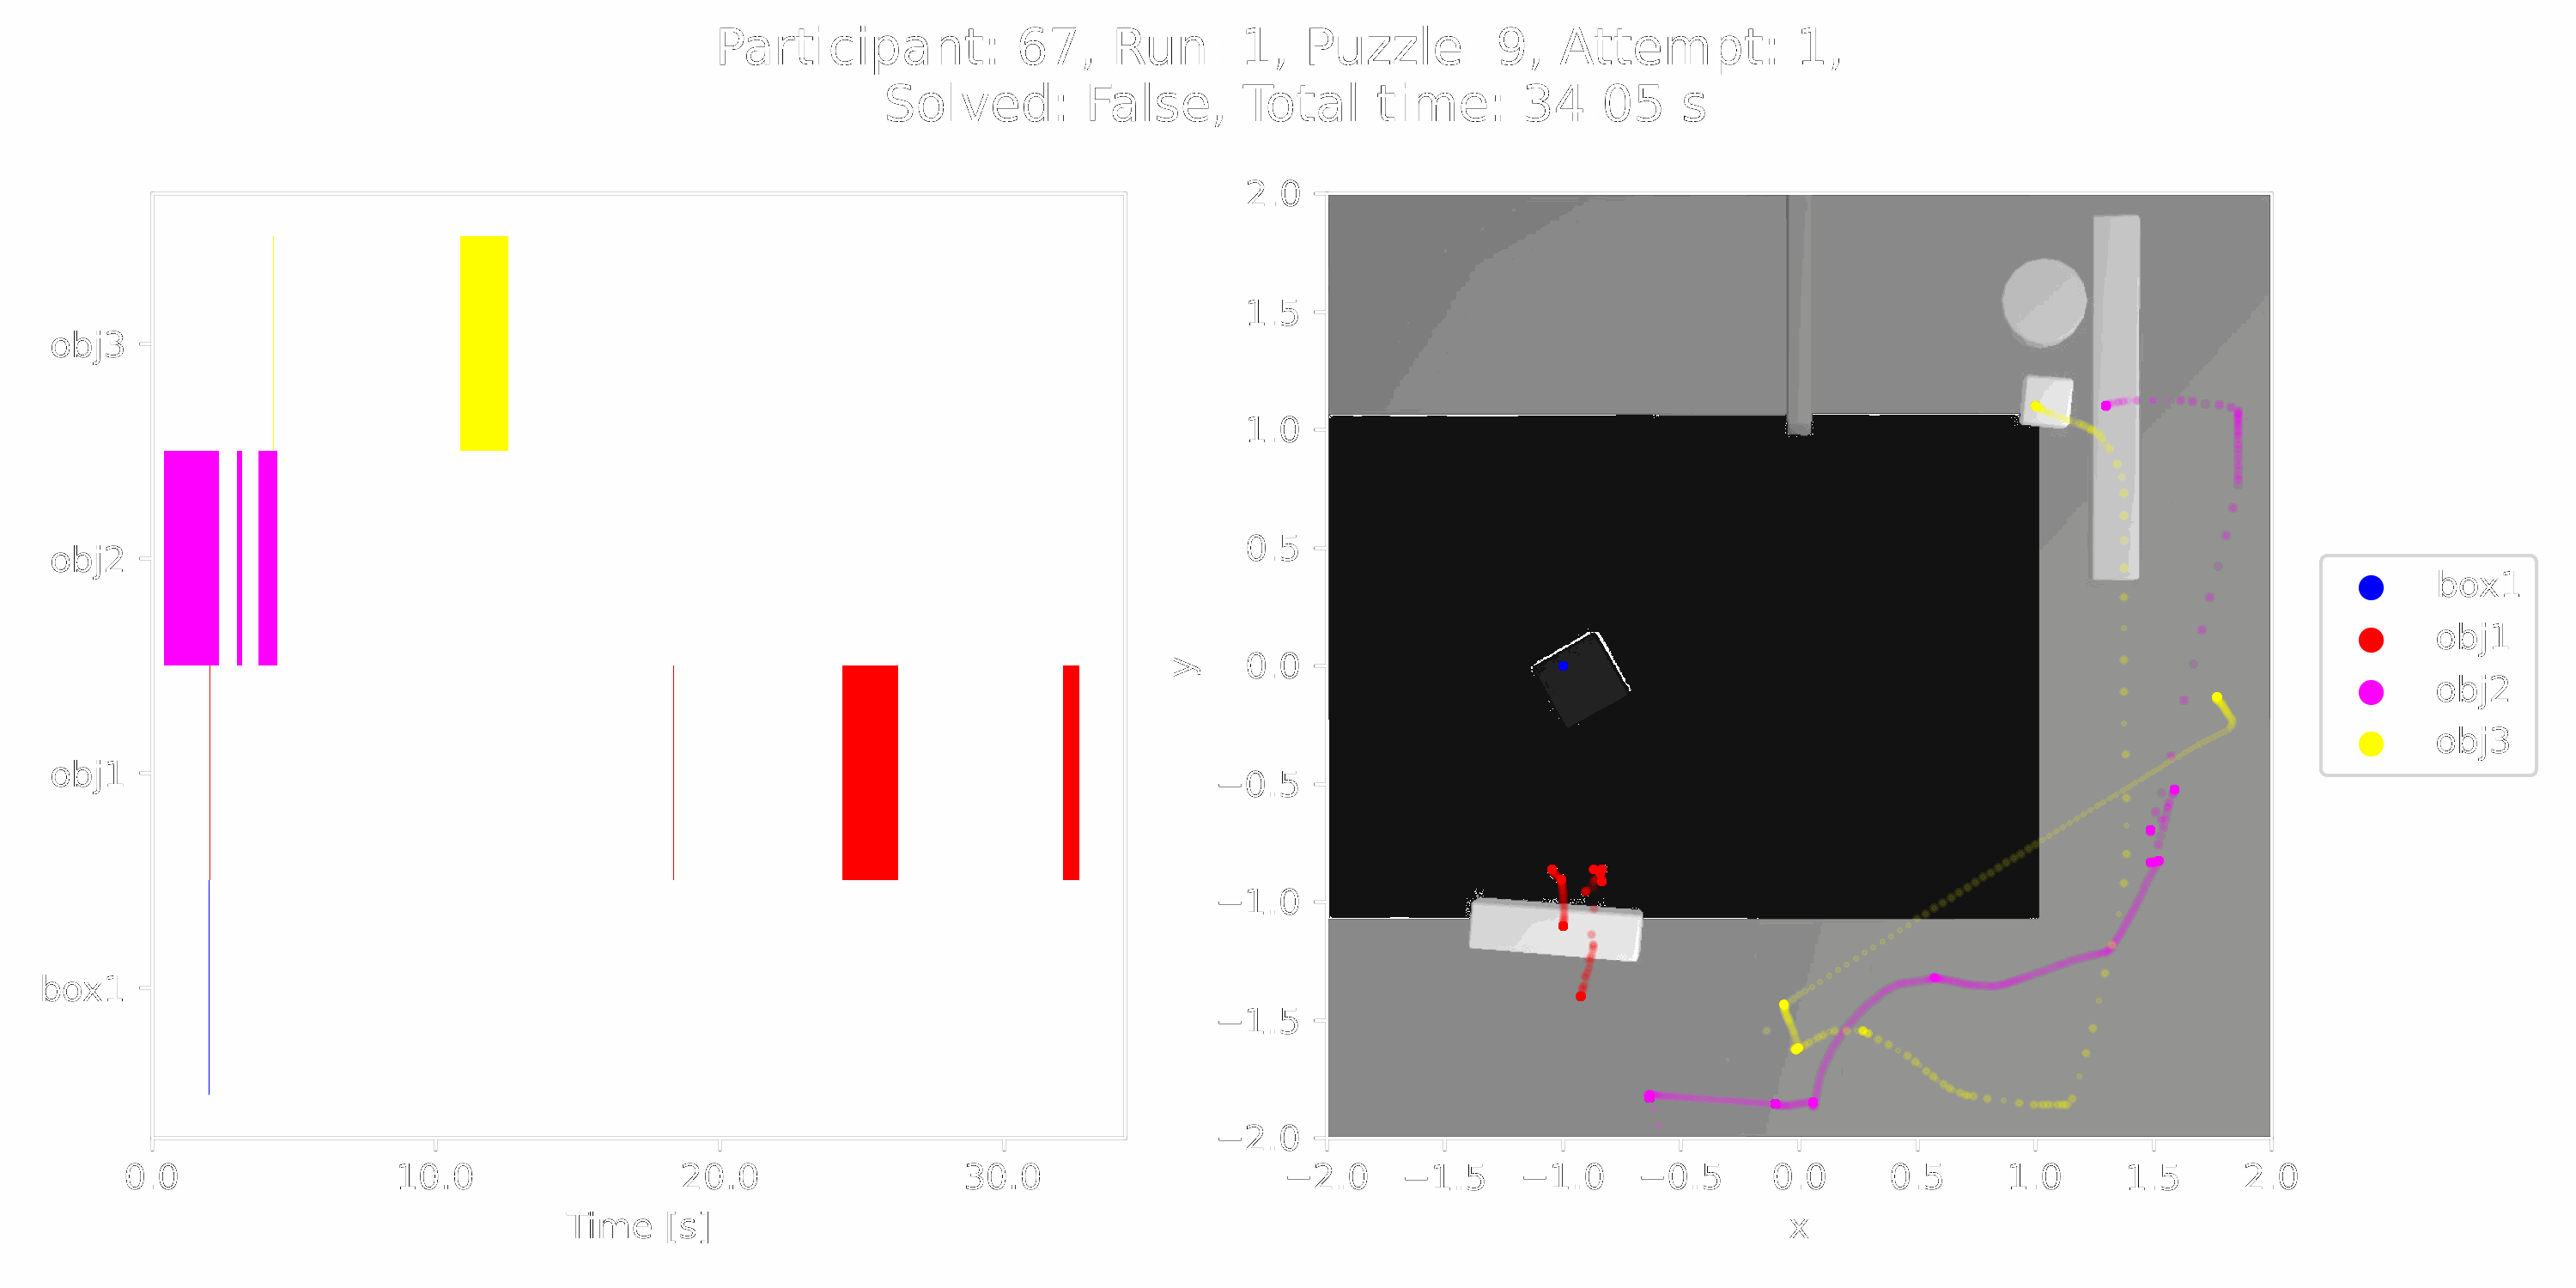 Participant: 67, Run 1, Puzzle 9, Attempt: 1,
Solved: False, Total time: 34 05 s
obj3
obj2
obj1
box1
0.0 10.0 20.0 30.0
Time [s]
2.0
1.5
1.0
0.5
0.0
−0.5
−1.0
−1.5
−2.0
y
−2.0 −1.5 −1.0 −0.5 0.0 0.5 1.0 1.5 2.0
x
box1
obj1
obj2
obj3